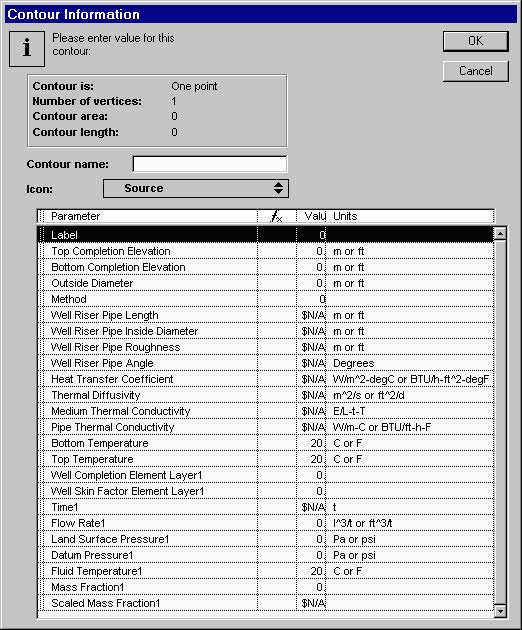 Contour Information
Please enter value for this
contour:
OK
Cancel
Contour is: One point
Number of vertices: 1
Contour area: 0
Contour length: 0
Contour name:
Icon: Source
Parameter fx Valu Units
Label 0
Top Completion Elevation 0. m or ft
Bottom Completion Elevation 0. m or ft
Outside Diameter 0. m or ft
Method 0
Well Riser Pipe Length $N/A m or ft
Well Riser Pipe Inside Diameter $N/A m or ft
Well Riser Pipe Roughness $N/A m or ft
Well Riser Pipe Angle $N/A Degrees
Heat Transfer Coefficient $N/A W/m^2-degC or BTU/h-ft^2-degF
Thermal Diffusivity $N/A m^2/s or ft^2/d
Medium Thermal Conductivity $N/A E/L-t-T
Pipe Thermal Conductivity $N/A W/m-C or BTU/ft-h-F
Bottom Temperature 20. C or F
Top Temperature 20. C or F
Well Completion Element Layer1 0.
Well Skin Factor Element Layer1 0.
Time1 $N/A t
Flow Rate1 0. l^3/t or ft^3/t
Land Surface Pressure1 0. Pa or psi
Datum Pressure1 0. Pa or psi
Fluid Temperature1 20. C or F
Mass Fraction1 0.
Scaled Mass Fraction1 $N/A